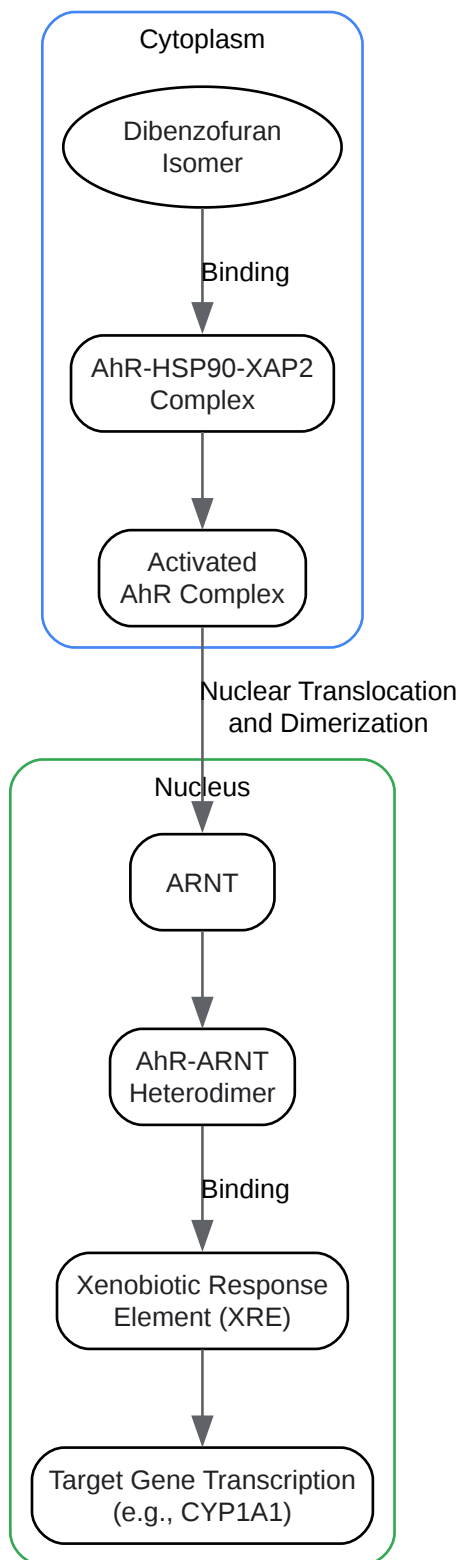 Cytoplasm
Dibenzofuran
Isomer
Binding
AhR-HSP90-XAP2
Complex
Activated
AhR Complex
Nuclear Translocation
and Dimerization
Nucleus
ARNT
AhR-ARNT
Heterodimer
Binding
Xenobiotic Response
Element (XRE)
Target Gene Transcription
(e.g., CYP1A1)